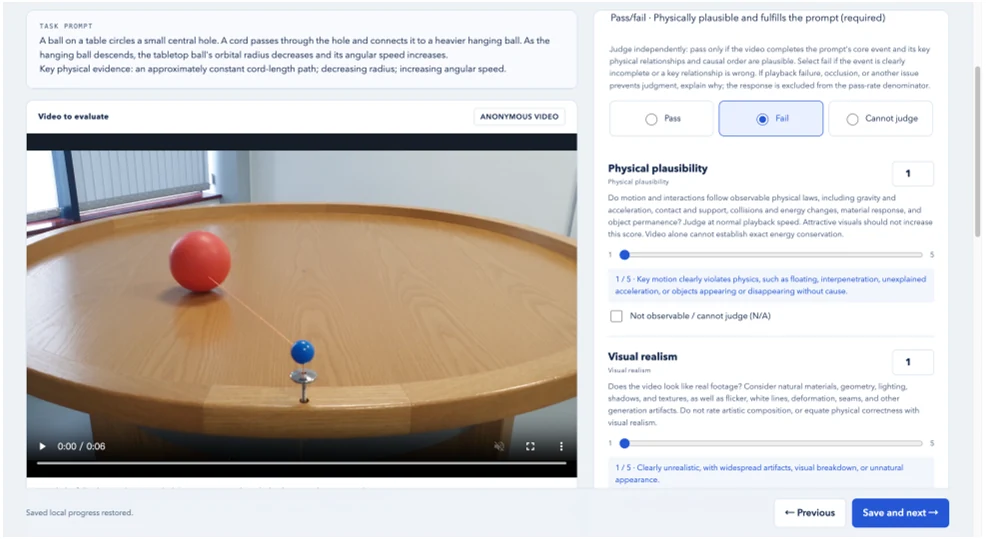 TASK PROMPT
A ball on a table circles a small central hole. A cord passes through the hole and connects it to a heavier hanging ball. As the
hanging ball descends, the tabletop ball's orbital radius decreases and its angular speed increases.
Key physical evidence: an approximately constant cord-length path; decreasing radius; increasing angular speed.
Video to evaluate
ANONYMOUS VIDEO
0:00 / 0:06
Saved local progress restored.
Pass/fail · Physically plausible and fulfills the prompt (required)
Judge independently: pass only if the video completes the prompt's core event and its key
physical relationships and causal order are plausible. Select fail if the event is clearly
incomplete or a key relationship is wrong. If playback failure, occlusion, or another issue
prevents judgment, explain why; the response is excluded from the pass-rate denominator.
Pass
Fail
Cannot judge
Physical plausibility
1
Physical plausibility
Do motion and interactions follow observable physical laws, including gravity and
acceleration, contact and support, collisions and energy changes, material response, and
object permanence? Judge at normal playback speed. Attractive visuals should not increase
this score. Video alone cannot establish exact energy conservation.
1
5
1 / 5 · Key motion clearly violates physics, such as floating, interpenetration, unexplained
acceleration, or objects appearing or disappearing without cause.
Not observable / cannot judge (N/A)
Visual realism
1
Visual realism
Does the video look like real footage? Consider natural materials, geometry, lighting,
shadows, and textures, as well as flicker, white lines, deformation, seams, and other
generation artifacts. Do not rate artistic composition, or equate physical correctness with
visual realism.
1
5
1 / 5 · Clearly unrealistic, with widespread artifacts, visual breakdown, or unnatural
appearance.
← Previous
Save and next →